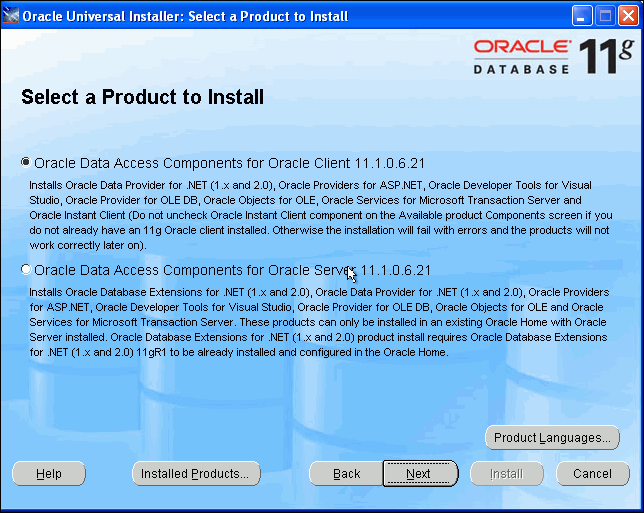 Oracle Universal Installer: Select a Product to Install
ORACLE
DATABASE 11g
Select a Product to Install
Oracle Data Access Components for Oracle Client 11.1.0.6.21
Installs Oracle Data Provider for .NET (1.x and 2.0), Oracle Providers for ASP.NET, Oracle Developer Tools for Visual
Studio, Oracle Provider for OLE DB, Oracle Objects for OLE, Oracle Services for Microsoft Transaction Server and
Oracle Instant Client (Do not uncheck Oracle Instant Client component on the Available product Components screen if you
do not already have an 11g Oracle client installed. Otherwise the installation will fail with errors and the products will not
work correctly later on).
Oracle Data Access Components for Oracle Server 11.1.0.6.21
Installs Oracle Database Extensions for .NET (1.x and 2.0), Oracle Data Provider for .NET (1.x and 2.0), Oracle Providers
for ASP.NET, Oracle Developer Tools for Visual Studio, Oracle Provider for OLE DB, Oracle Objects for OLE and Oracle
Services for Microsoft Transaction Server. These products can only be installed in an existing Oracle Home with Oracle
Server installed. Oracle Database Extensions for .NET (1.x and 2.0) product install requires Oracle Database Extensions
for .NET (1.x and 2.0) 11gR1 to be already installed and configured in the Oracle Home.
Product Languages...
Help Installed Products... Back Next Install Cancel